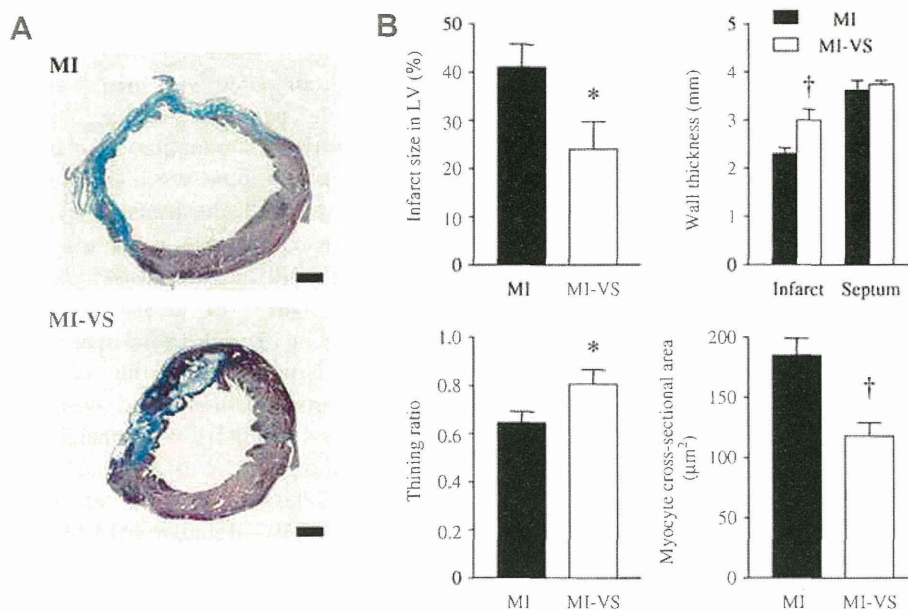 A
MI
MI-VS
B
Infarct size in LV (%)
50
40
30
20
10
0
*
MI
MI-VS
MI
MI-VS
Wall thickness (mm)
5
4
3
2
1
0
†
Infarct
Septum
Thining ratio
1.0
0.8
0.6
0.4
0.2
0
*
MI
MI-VS
Myocyte cross-sectional area
(μm²)
200
150
100
50
0
†
MI
MI-VS